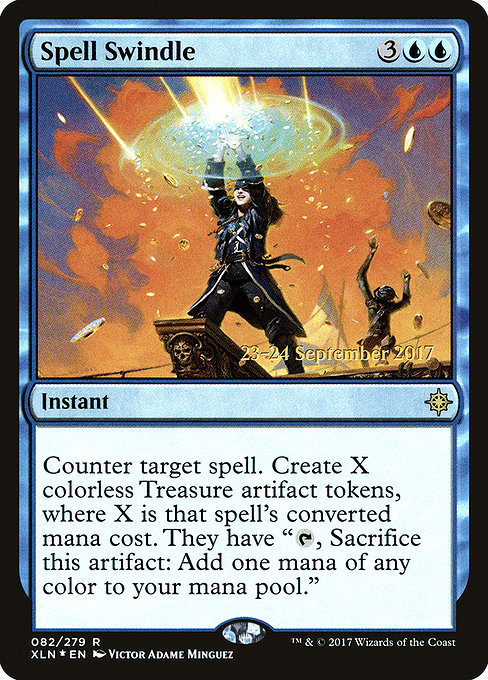 Spell Swindle 3
23-24 September 2017
Instant
Counter target spell. Create X
colorless Treasure artifact tokens,
where X is that spell's converted
mana cost. They have “, Sacrifice
this artifact: Add one mana of any
color to your mana pool.”
082/279 R
XLN ★ EN Victor Adame Minguez
™ & © 2017 Wizards of the Coast